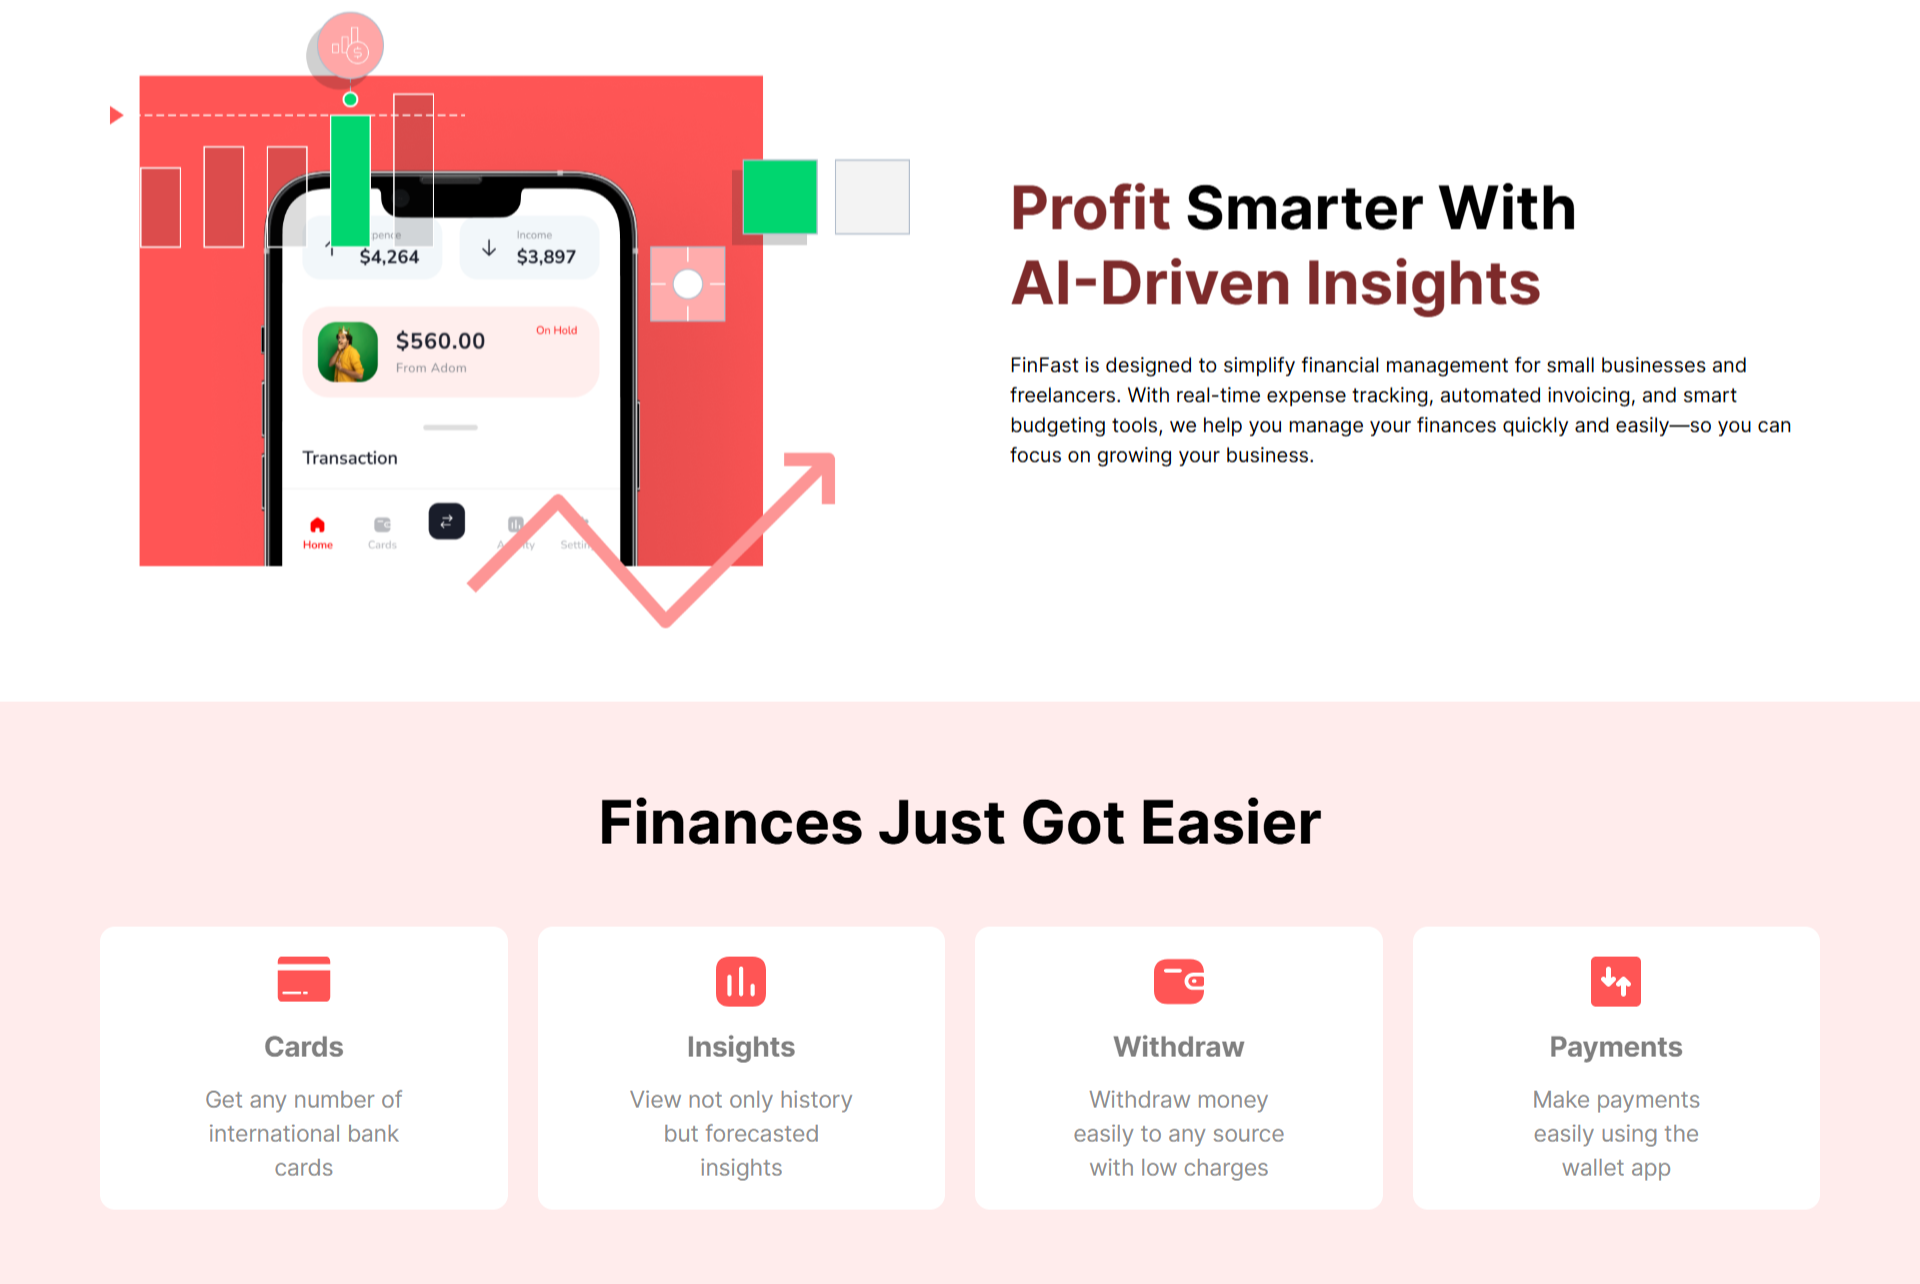 $4,264
Income
$3,897
$560.00
On Hold
From Adom
Transaction
Home
Cards
Profit Smarter With
AI-Driven Insights
FinFast is designed to simplify financial management for small businesses and
freelancers. With real-time expense tracking, automated invoicing, and smart
budgeting tools, we help you manage your finances quickly and easily—so you can
focus on growing your business.
Finances Just Got Easier
Cards
Get any number of
international bank
cards
Insights
View not only history
but forecasted
insights
Withdraw
Withdraw money
easily to any source
with low charges
Payments
Make payments
easily using the
wallet app